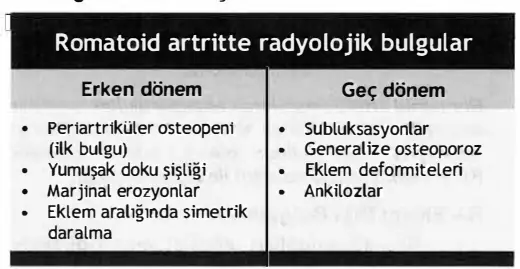 Romatoid artritte radyolojik bulgular
Erken dönem
• Periartriküler osteopeni
(ilk bulgu)
• Yumuşak doku şişliği
• Marjinal erozyonlar
• Eklem aralığında simetrik
daralma
Geç dönem
• Subluksasyonlar
• Generalize osteoporoz
• Eklem deformiteleri
• Ankilozlar